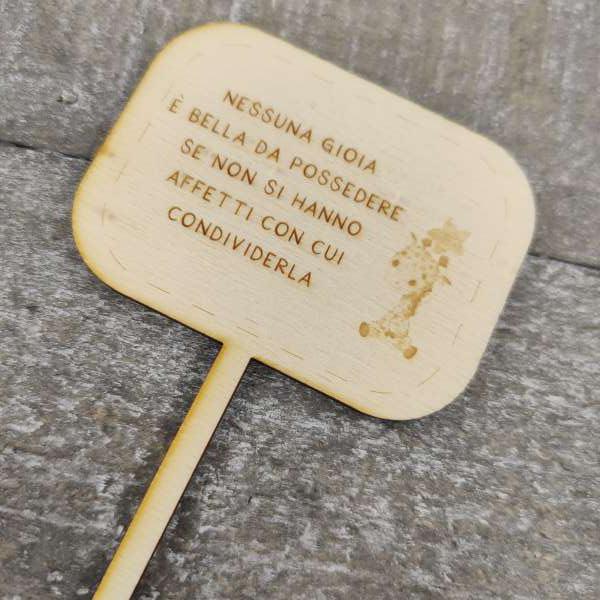 NESSUNA GIOIA
È BELLA DA POSSEDERE
SE NON SI HANNO
AFFETTI CON CUI
CONDIVIDERLA